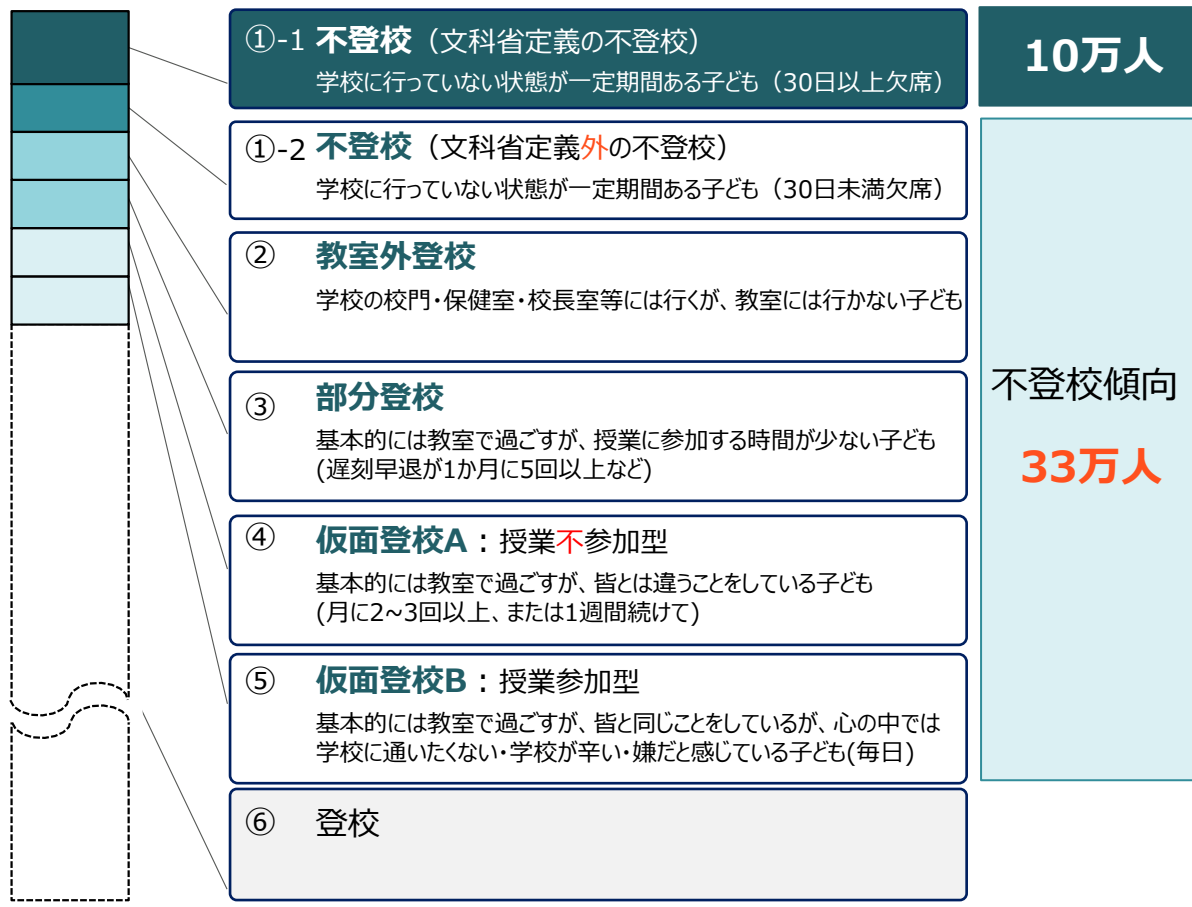 ①-1 不登校（文科省定義の不登校）
学校に行っていない状態が一定期間ある子ども（30日以上欠席）
10万人
①-2 不登校（文科省定義外の不登校）
学校に行っていない状態が一定期間ある子ども（30日未満欠席）
② 教室外登校
学校の校門・保健室・校長室等には行くが、教室には行かない子ども
③ 部分登校
基本的には教室で過ごすが、授業に参加する時間が少ない子ども
(遅刻早退が1か月に5回以上など)
④ 仮面登校A：授業不参加型
基本的には教室で過ごすが、皆とは違うことをしている子ども
(月に2~3回以上、または1週間続けて)
⑤ 仮面登校B：授業参加型
基本的には教室で過ごすが、皆と同じことをしているが、心の中では
学校に通いたくない・学校が辛い・嫌だと感じている子ども(毎日)
不登校傾向
33万人
⑥ 登校